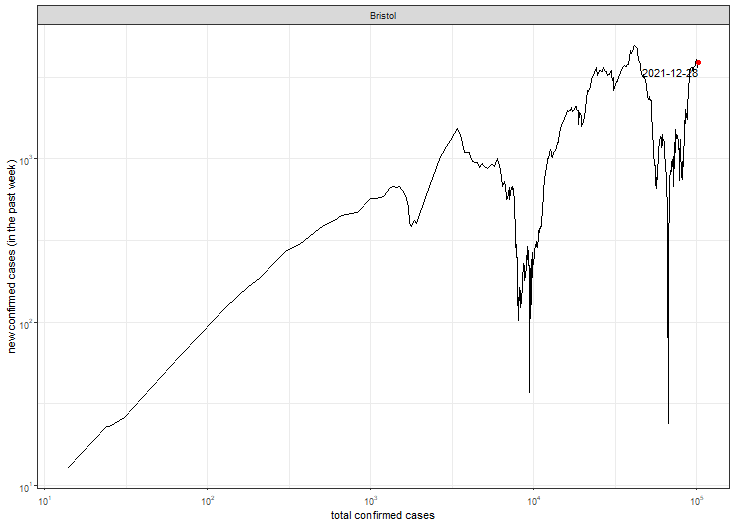 Bristol
2021-12-28
new confirmed cases (in the past week)
10³
10²
10¹
10¹ 10² 10³ 10⁴ 10⁵
total confirmed cases